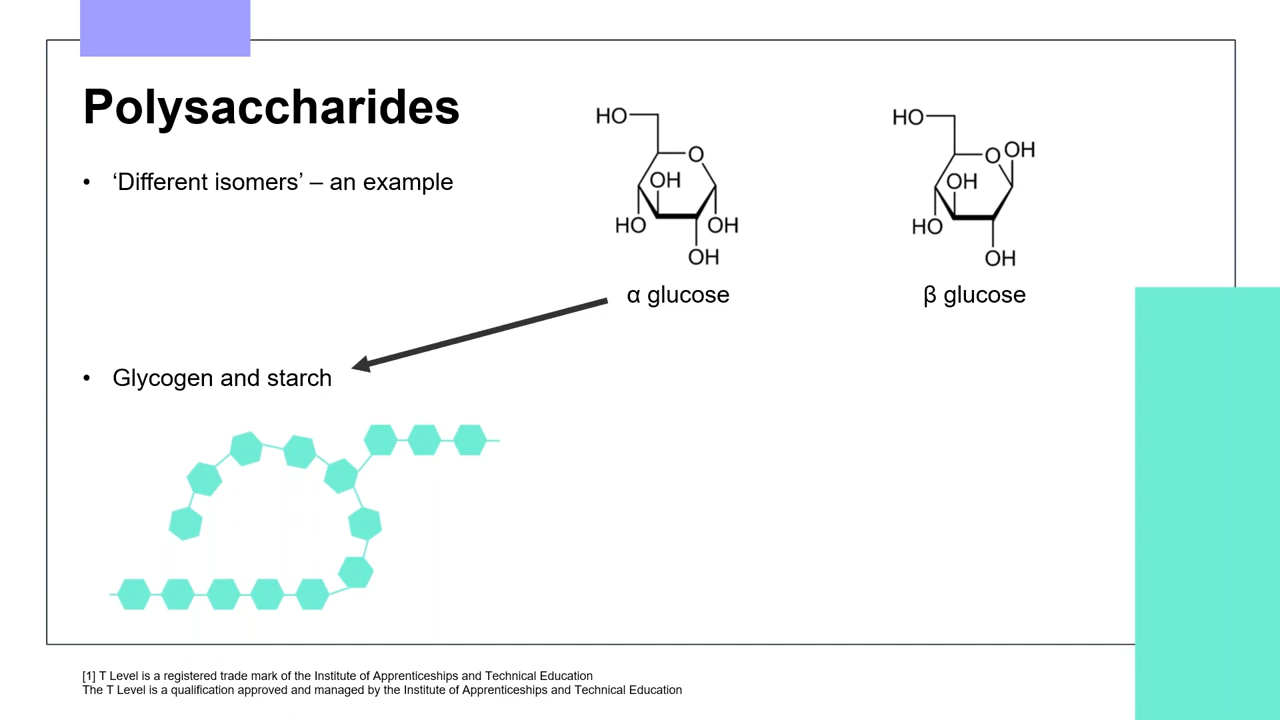 Polysaccharides
• ‘Different isomers’ – an example
HO
O
OH
HO
OH
OH
α glucose
HO
O
OH
OH
HO
OH
β glucose
• Glycogen and starch
[1] T Level is a registered trade mark of the Institute of Apprenticeships and Technical Education
The T Level is a qualification approved and managed by the Institute of Apprenticeships and Technical Education